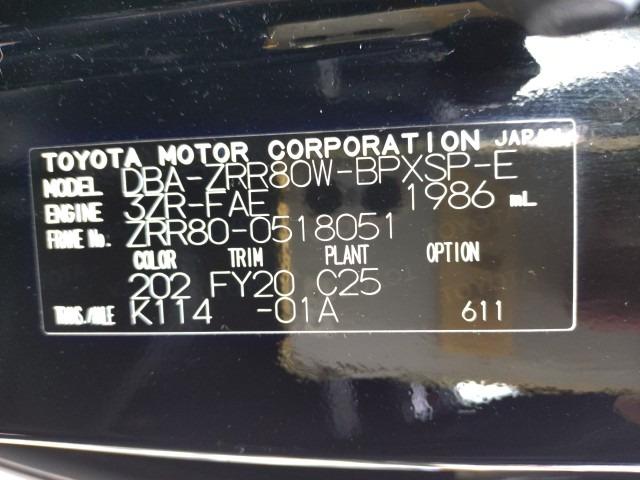 TOYOTA MOTOR CORPORATION JAPAN
MODEL DBA-ZRR80W-BPXSP-E
ENGINE 3ZR-FAE 1986 mL
FRAME No. ZRR80-0518051
COLOR TRIM PLANT OPTION
202 FY20 C25
TRANS./AXLE K114 -01A 611